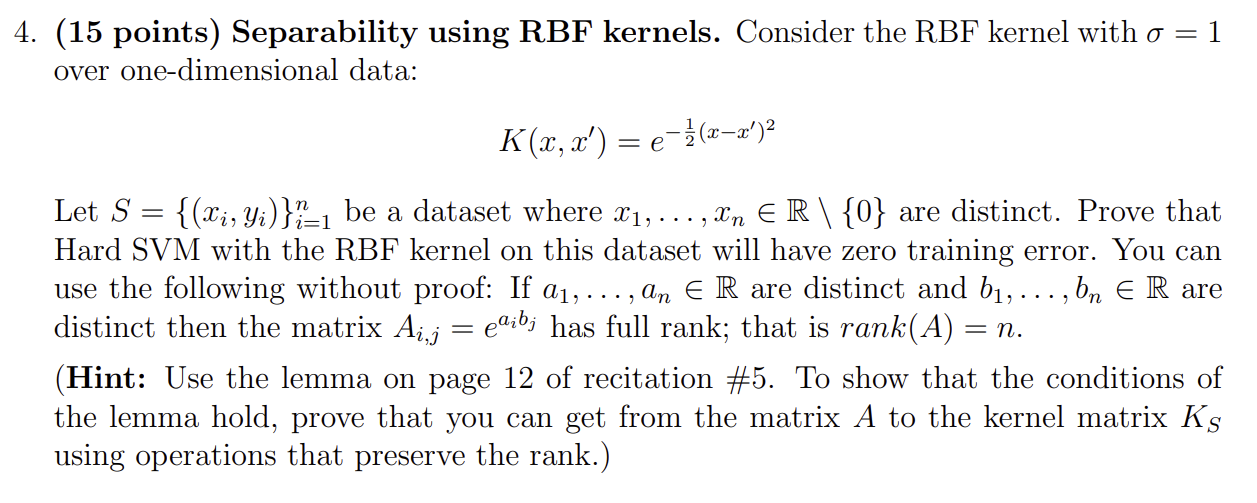 4. (15 points) Separability using RBF kernels. Consider the RBF kernel with σ = 1
over one-dimensional data:
K(x, x′) = e^{−\frac{1}{2}(x−x′)^2}
Let S = {(x_i, y_i)}_{i=1}^n be a dataset where x_1, . . . , x_n ∈ ℝ \ {0} are distinct. Prove that
Hard SVM with the RBF kernel on this dataset will have zero training error. You can
use the following without proof: If a_1, . . . , a_n ∈ ℝ are distinct and b_1, . . . , b_n ∈ ℝ are
distinct then the matrix A_{i,j} = e^{a_i b_j} has full rank; that is rank(A) = n.
(Hint: Use the lemma on page 12 of recitation #5. To show that the conditions of
the lemma hold, prove that you can get from the matrix A to the kernel matrix K_S
using operations that preserve the rank.)